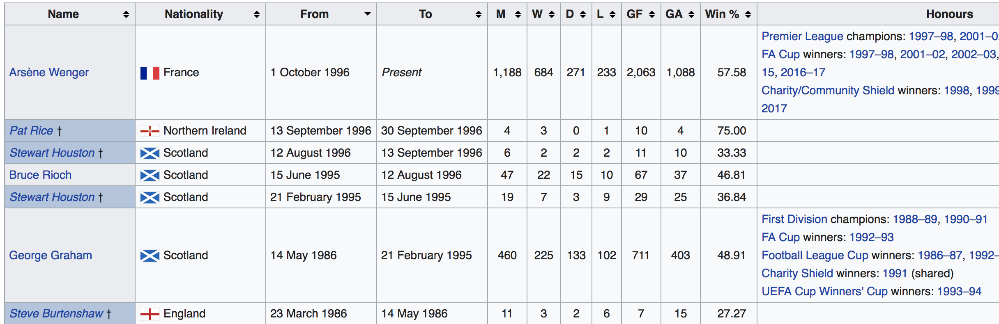 Name Nationality From To M W D L GF GA Win % Honours
Arsène Wenger France 1 October 1996 Present 1,188 684 271 233 2,063 1,088 57.58
Premier League champions: 1997–98, 2001–02
FA Cup winners: 1997–98, 2001–02, 2002–03,
15, 2016–17
Charity/Community Shield winners: 1998, 1999
2017
Pat Rice † Northern Ireland 13 September 1996 30 September 1996 4 3 0 1 10 4 75.00
Stewart Houston † Scotland 12 August 1996 13 September 1996 6 2 2 2 11 10 33.33
Bruce Rioch Scotland 15 June 1995 12 August 1996 47 22 15 10 67 37 46.81
Stewart Houston † Scotland 21 February 1995 15 June 1995 19 7 3 9 29 25 36.84
George Graham Scotland 14 May 1986 21 February 1995 460 225 133 102 711 403 48.91
First Division champions: 1988–89, 1990–91
FA Cup winners: 1992–93
Football League Cup winners: 1986–87, 1992–
Charity Shield winners: 1991 (shared)
UEFA Cup Winners' Cup winners: 1993–94
Steve Burtenshaw † England 23 March 1986 14 May 1986 11 3 2 6 7 15 27.27